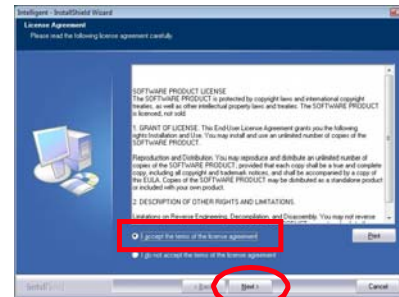 Intelligent - InstallShield Wizard
License Agreement
Please read the following license agreement carefully.
SOFTWARE PRODUCT LICENSE
The SOFTWARE PRODUCT is protected by copyright laws and international copyright
treaties, as well as other intellectual property laws and treaties. The SOFTWARE PRODUCT
is licensed, not sold.
1. GRANT OF LICENSE. This End-User License Agreement grants you the following
rights:Installation and Use. You may install and use an unlimited number of copies of the
SOFTWARE PRODUCT.
Reproduction and Distribution. You may reproduce and distribute an unlimited number of
copies of the SOFTWARE PRODUCT; provided that each copy shall be a true and complete
copy, including all copyright and trademark notices, and shall be accompanied by a copy of
this EULA. Copies of the SOFTWARE PRODUCT may be distributed as a standalone product
or included with your own product.
2. DESCRIPTION OF OTHER RIGHTS AND LIMITATIONS.
Limitations on Reverse Engineering, Decompilation, and Disassembly. You may not reverse
I accept the terms of the license agreement
Print
I do not accept the terms of the license agreement
InstallShield
< Back
Next >
Cancel